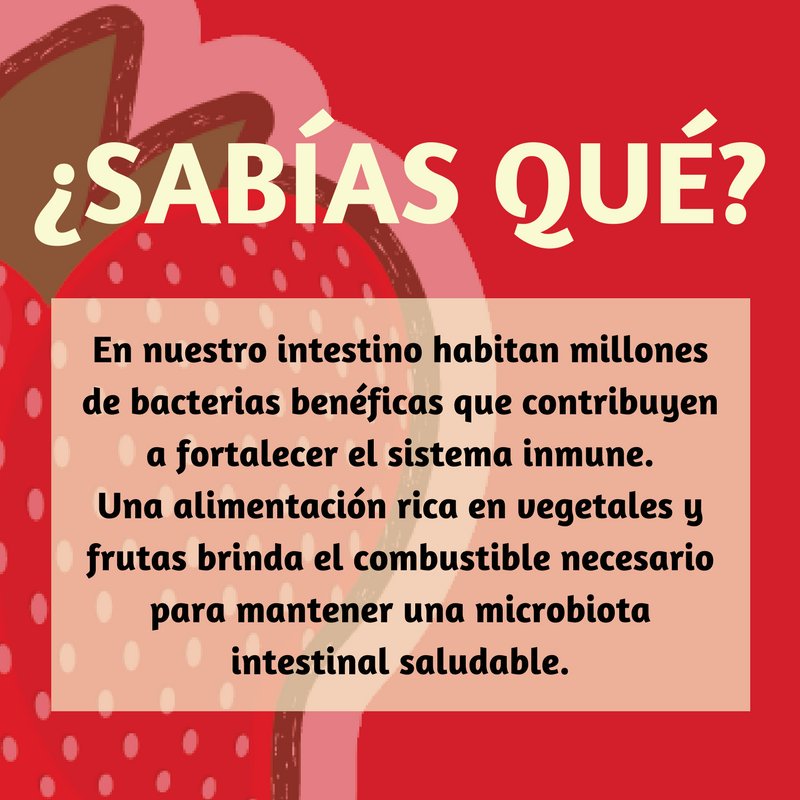 ¿SABÍAS QUÉ?
En nuestro intestino habitan millones
de bacterias benéficas que contribuyen
a fortalecer el sistema inmune.
Una alimentación rica en vegetales y
frutas brinda el combustible necesario
para mantener una microbiota
intestinal saludable.